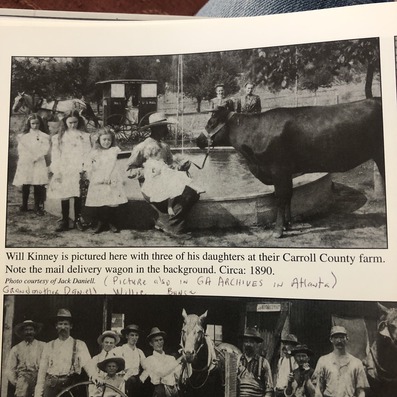 Will Kinney is pictured here with three of his daughters at their Carroll County farm.
Note the mail delivery wagon in the background. Circa: 1890.
Photo courtesy of Jack Daniell. (Picture also in GA ARCHIVES in Atlanta)
Grandmother Daniell Willie